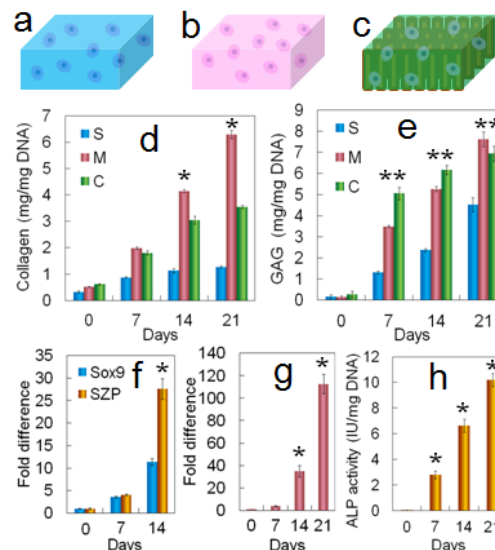 a b c
d
Collagen (mg/mg DNA)
7
6
5
4
3
2
1
0
S
M
C
*
*
0 7 14 21
Days
e
GAG (mg/mg DNA)
9
8
7
6
5
4
3
2
1
0
S
M
C
**
**
**
0 7 14 21
Days
f
Fold difference
35
30
25
20
15
10
5
0
Sox9
SZP
*
0 7 14
Days
g
Fold difference
140
120
100
80
60
40
20
0
*
*
0 7 14 21
Days
h
ALP activity (IU/mg DNA)
12
10
8
6
4
2
0
*
*
*
0 7 14 21
Days